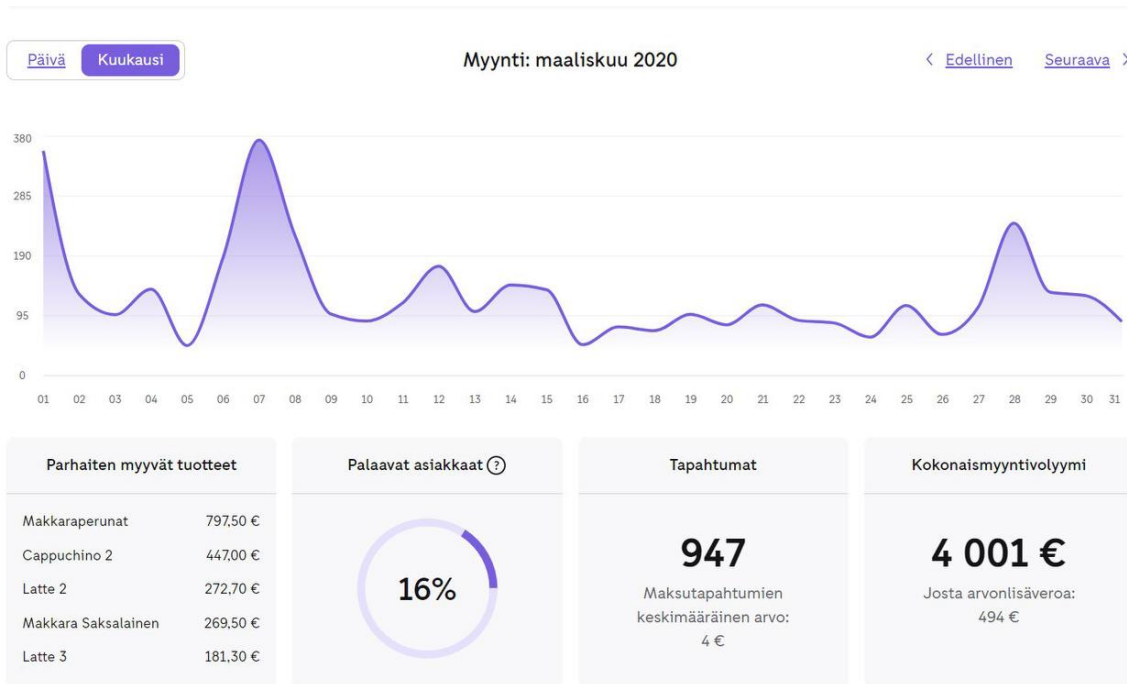 Päivä Kuukausi Myynti: maaliskuu 2020 < Edellinen Seuraava >
380
285
190
95
0
01 02 03 04 05 06 07 08 09 10 11 12 13 14 15 16 17 18 19 20 21 22 23 24 25 26 27 28 29 30 31
Parhaiten myyvät tuotteet
Makkaraperunat 797,50 €
Cappuchino 2 447,00 €
Latte 2 272,70 €
Makkara Saksalainen 269,50 €
Latte 3 181,30 €
Palaavat asiakkaat ?
16%
Tapahtumat
947
Maksutapahtumien
keskimääräinen arvo:
4 €
Kokonaismyyntivolyymi
4 001 €
Josta arvonlisäveroa:
494 €